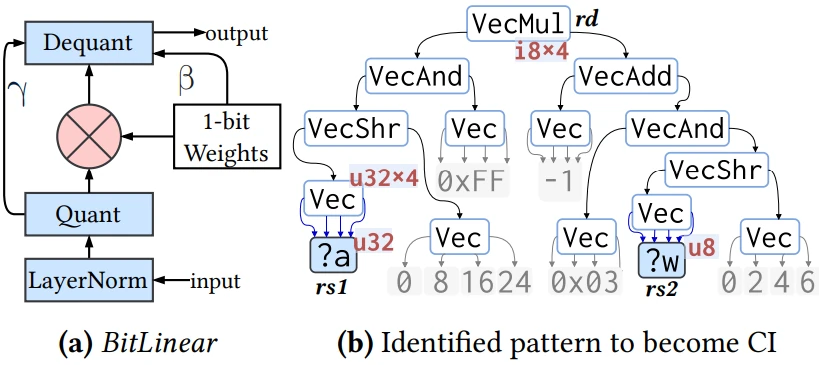 Dequant
output
γ
β
1-bit
Weights
Quant
LayerNorm
input
(a) BitLinear
VecMul rd
i8×4
VecAnd
VecAdd
VecShr
Vec
Vec
VecAnd
0xFF
-1
VecShr
u32×4
Vec
Vec
?a
u32
rs1
Vec
Vec
?w
u8
rs2
Vec
0 8 16 24
0x03
0 2 4 6
(b) Identified pattern to become CI